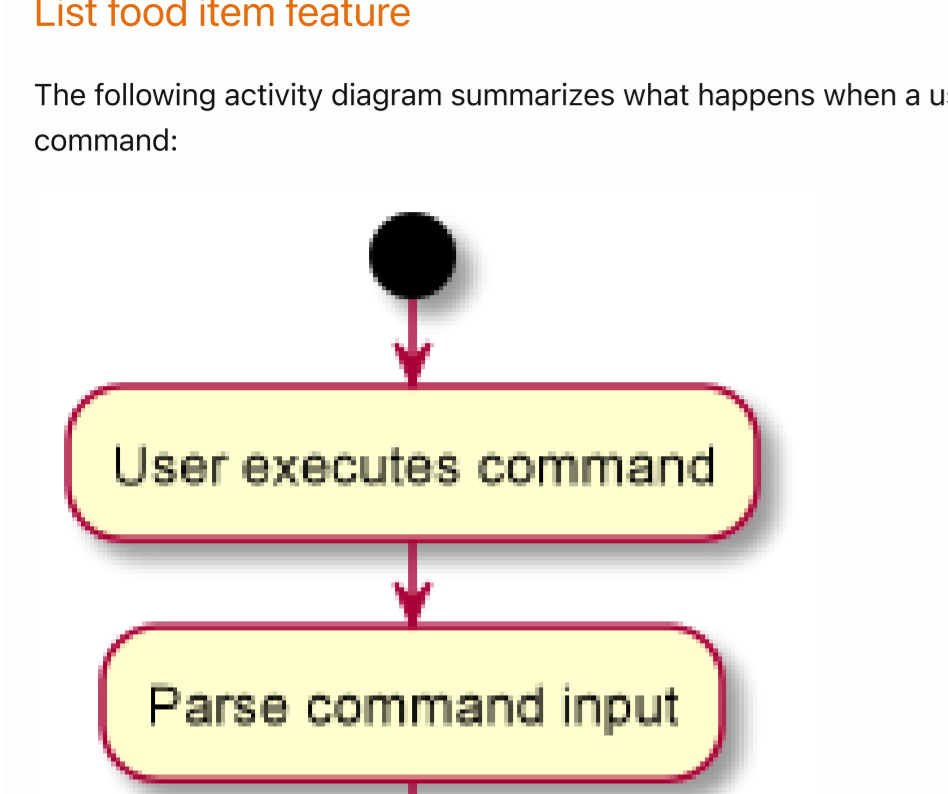 List food item feature
The following activity diagram summarizes what happens when a
command:
User executes command
Parse command input